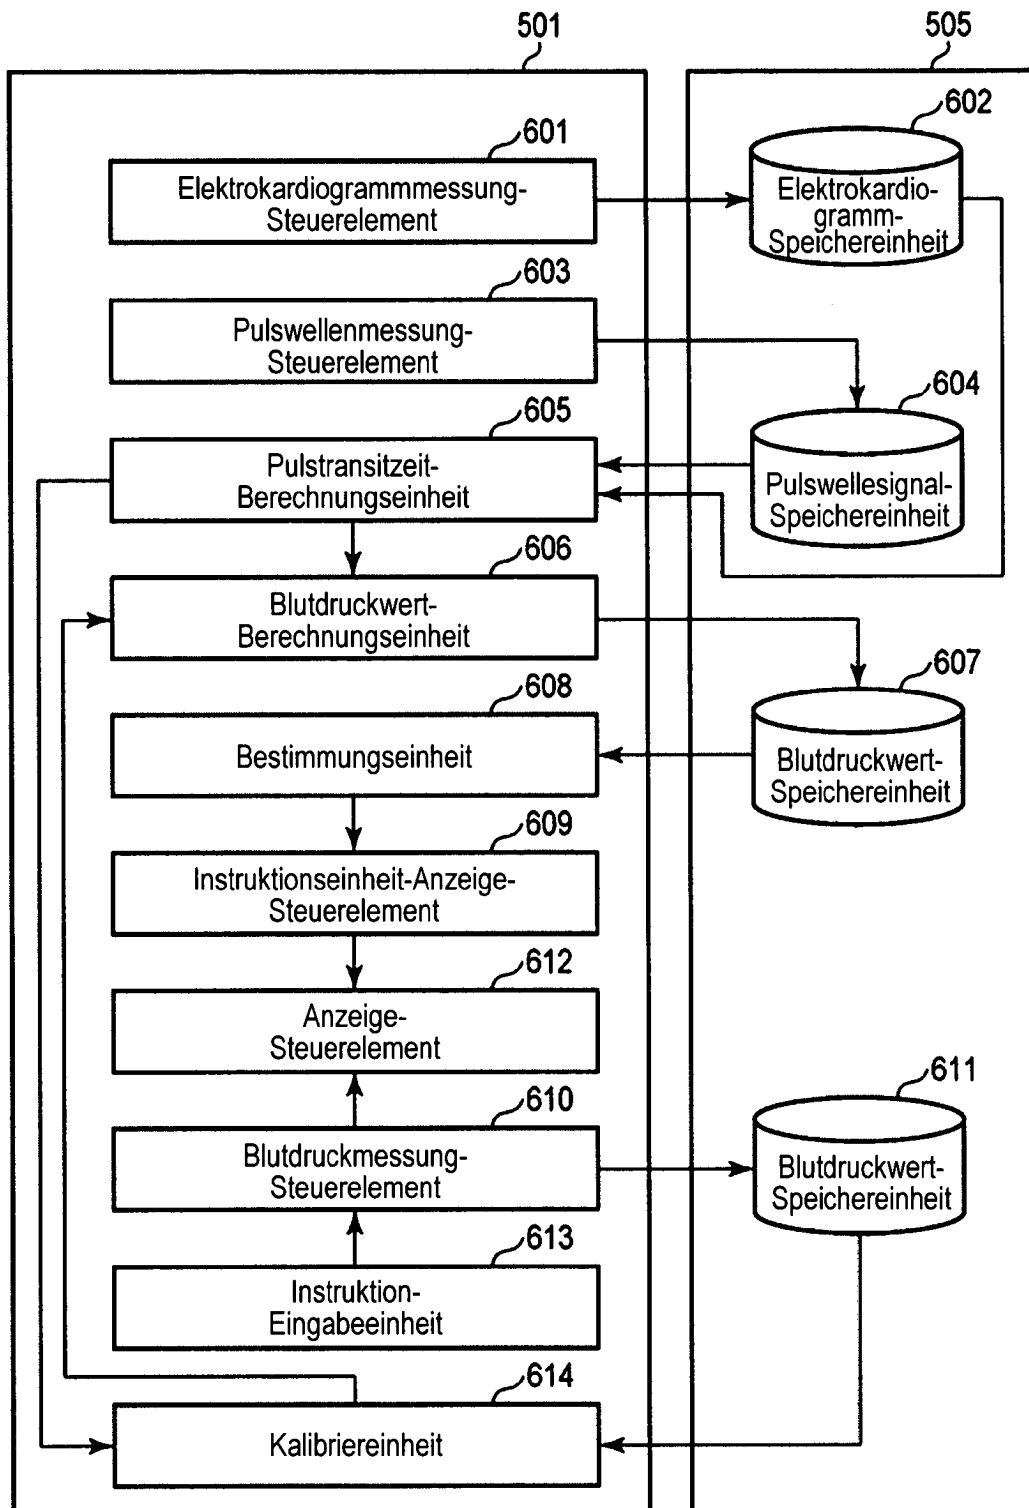 501
505
601
Elektrokardiogrammmessung-
Steuerelement
602
Elektrokardio-
gramm-
Speichereinheit
603
Pulswellenmessung-
Steuerelement
604
Pulswellesignal-
Speichereinheit
605
Pulstransitzeit-
Berechnungseinheit
606
Blutdruckwert-
Berechnungseinheit
607
Blutdruckwert-
Speichereinheit
608
Bestimmungseinheit
609
Instruktionseinheit-Anzeige-
Steuerelement
612
Anzeige-
Steuerelement
610
Blutdruckmessung-
Steuerelement
611
Blutdruckwert-
Speichereinheit
613
Instruktion-
Eingabeeinheit
614
Kalibriereinheit